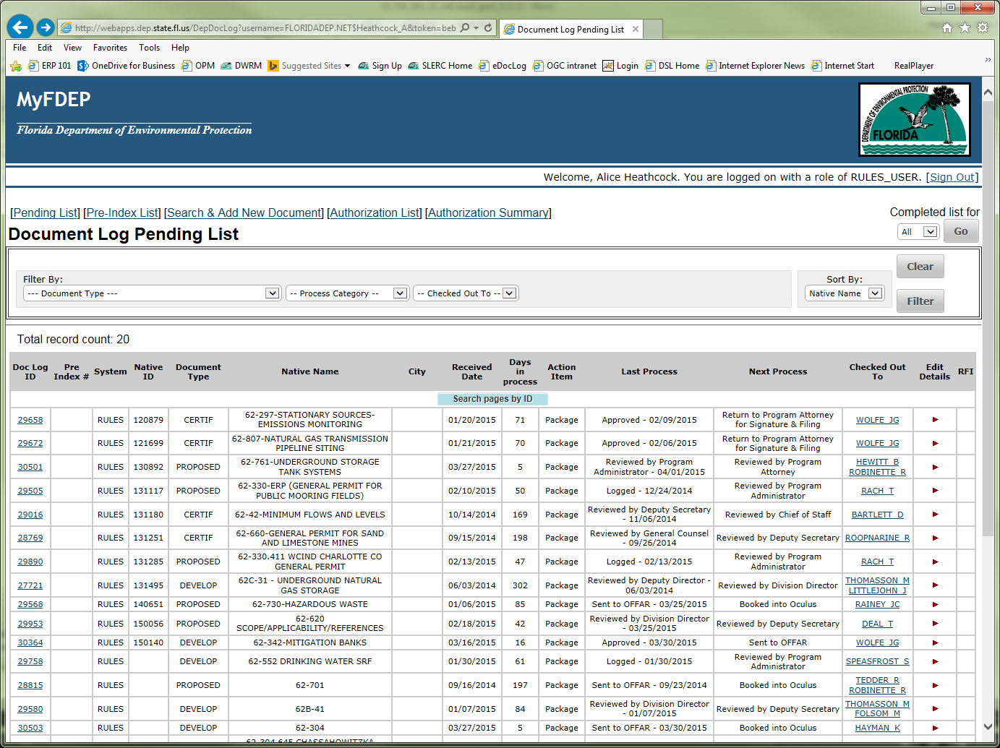 http://webapps.dep.state.fl.us/DepDocLog?username=FLORIDADEP.NET$Heathcock_A&token=beb
Document Log Pending List
File Edit View Favorites Tools Help
ERP 101 OneDrive for Business OPM DWRM Suggested Sites Sign Up SLERC Home eDocLog OGC intranet Login DSL Home Internet Explorer News Internet Start RealPlayer
MyFDEP
Florida Department of Environmental Protection
DEPARTMENT OF ENVIRONMENTAL PROTECTION
FLORIDA
Welcome, Alice Heathcock. You are logged on with a role of RULES_USER. [Sign Out]
[Pending List] [Pre-Index List] [Search & Add New Document] [Authorization List] [Authorization Summary]
Completed list for
Document Log Pending List
All Go
Filter By:
--- Document Type --- -- Process Category -- -- Checked Out To --
Sort By:
Native Name
Clear
Filter
Total record count: 20
Doc Log ID Pre Index # System Native ID Document Type Native Name City Received Date Days in process Action Item Last Process Next Process Checked Out To Edit Details RFI
Search pages by ID
29658 RULES 120879 CERTIF 62-297-STATIONARY SOURCES-EMISSIONS MONITORING 01/20/2015 71 Package Approved - 02/09/2015 Return to Program Attorney for Signature & Filing WOLFE_JG
29672 RULES 121699 CERTIF 62-807-NATURAL GAS TRANSMISSION PIPELINE SITING 01/21/2015 70 Package Approved - 02/06/2015 Return to Program Attorney for Signature & Filing WOLFE_JG
30501 RULES 130892 PROPOSED 62-761-UNDERGROUND STORAGE TANK SYSTEMS 03/27/2015 5 Package Reviewed by Program Administrator - 04/01/2015 Reviewed by Program Attorney HEWITT_B ROBINETTE_R
29505 RULES 131117 PROPOSED 62-330-ERP (GENERAL PERMIT FOR PUBLIC MOORING FIELDS) 02/10/2015 50 Package Logged - 12/24/2014 Reviewed by Program Administrator RACH_T
29016 RULES 131180 CERTIF 62-42-MINIMUM FLOWS AND LEVELS 10/14/2014 169 Package Reviewed by Deputy Secretary - 11/06/2014 Reviewed by Chief of Staff BARTLETT_D
28769 RULES 131251 CERTIF 62-660-GENERAL PERMIT FOR SAND AND LIMESTONE MINES 09/15/2014 198 Package Reviewed by General Counsel - 09/26/2014 Reviewed by Deputy Secretary ROOPNARINE_R
29890 RULES 131285 PROPOSED 62-330.411 WCIND CHARLOTTE CO GENERAL PERMIT 02/13/2015 47 Package Logged - 02/13/2015 Reviewed by Program Administrator RACH_T
27721 RULES 131495 DEVELOP 62C-31 - UNDERGROUND NATURAL GAS STORAGE 06/03/2014 302 Package Reviewed by Deputy Director - 06/03/2014 Reviewed by Division Director THOMASSON_M LITTLEJOHN_J
29568 RULES 140651 PROPOSED 62-730-HAZARDOUS WASTE 01/06/2015 85 Package Sent to OFFAR - 03/25/2015 Booked into Oculus RAINEY_JC
29953 RULES 150056 PROPOSED 62-620 SCOPE/APPLICABILITY/REFERENCES 02/18/2015 42 Package Reviewed by Division Director - 03/25/2015 Reviewed by Deputy Secretary DEAL_T
30364 RULES 150140 DEVELOP 62-342-MITIGATION BANKS 03/16/2015 16 Package Approved - 03/30/2015 Sent to OFFAR WOLFE_JG
29758 RULES DEVELOP 62-552 DRINKING WATER SRF 01/30/2015 61 Package Logged - 01/30/2015 Reviewed by Program Administrator SPEASFROST_S
28815 RULES PROPOSED 62-701 09/16/2014 197 Package Sent to OFFAR - 09/23/2014 Booked into Oculus TEDDER_R ROBINETTE_R
29580 RULES DEVELOP 62B-41 01/07/2015 84 Package Reviewed by Division Director - 01/07/2015 Reviewed by Deputy Secretary THOMASSON_M FOLSOM_M
30503 RULES DEVELOP 62-304 03/27/2015 5 Package Sent to OFFAR - 03/30/2015 Booked into Oculus HAYMAN_K
62-304.645 CHASSAHOWITZKA